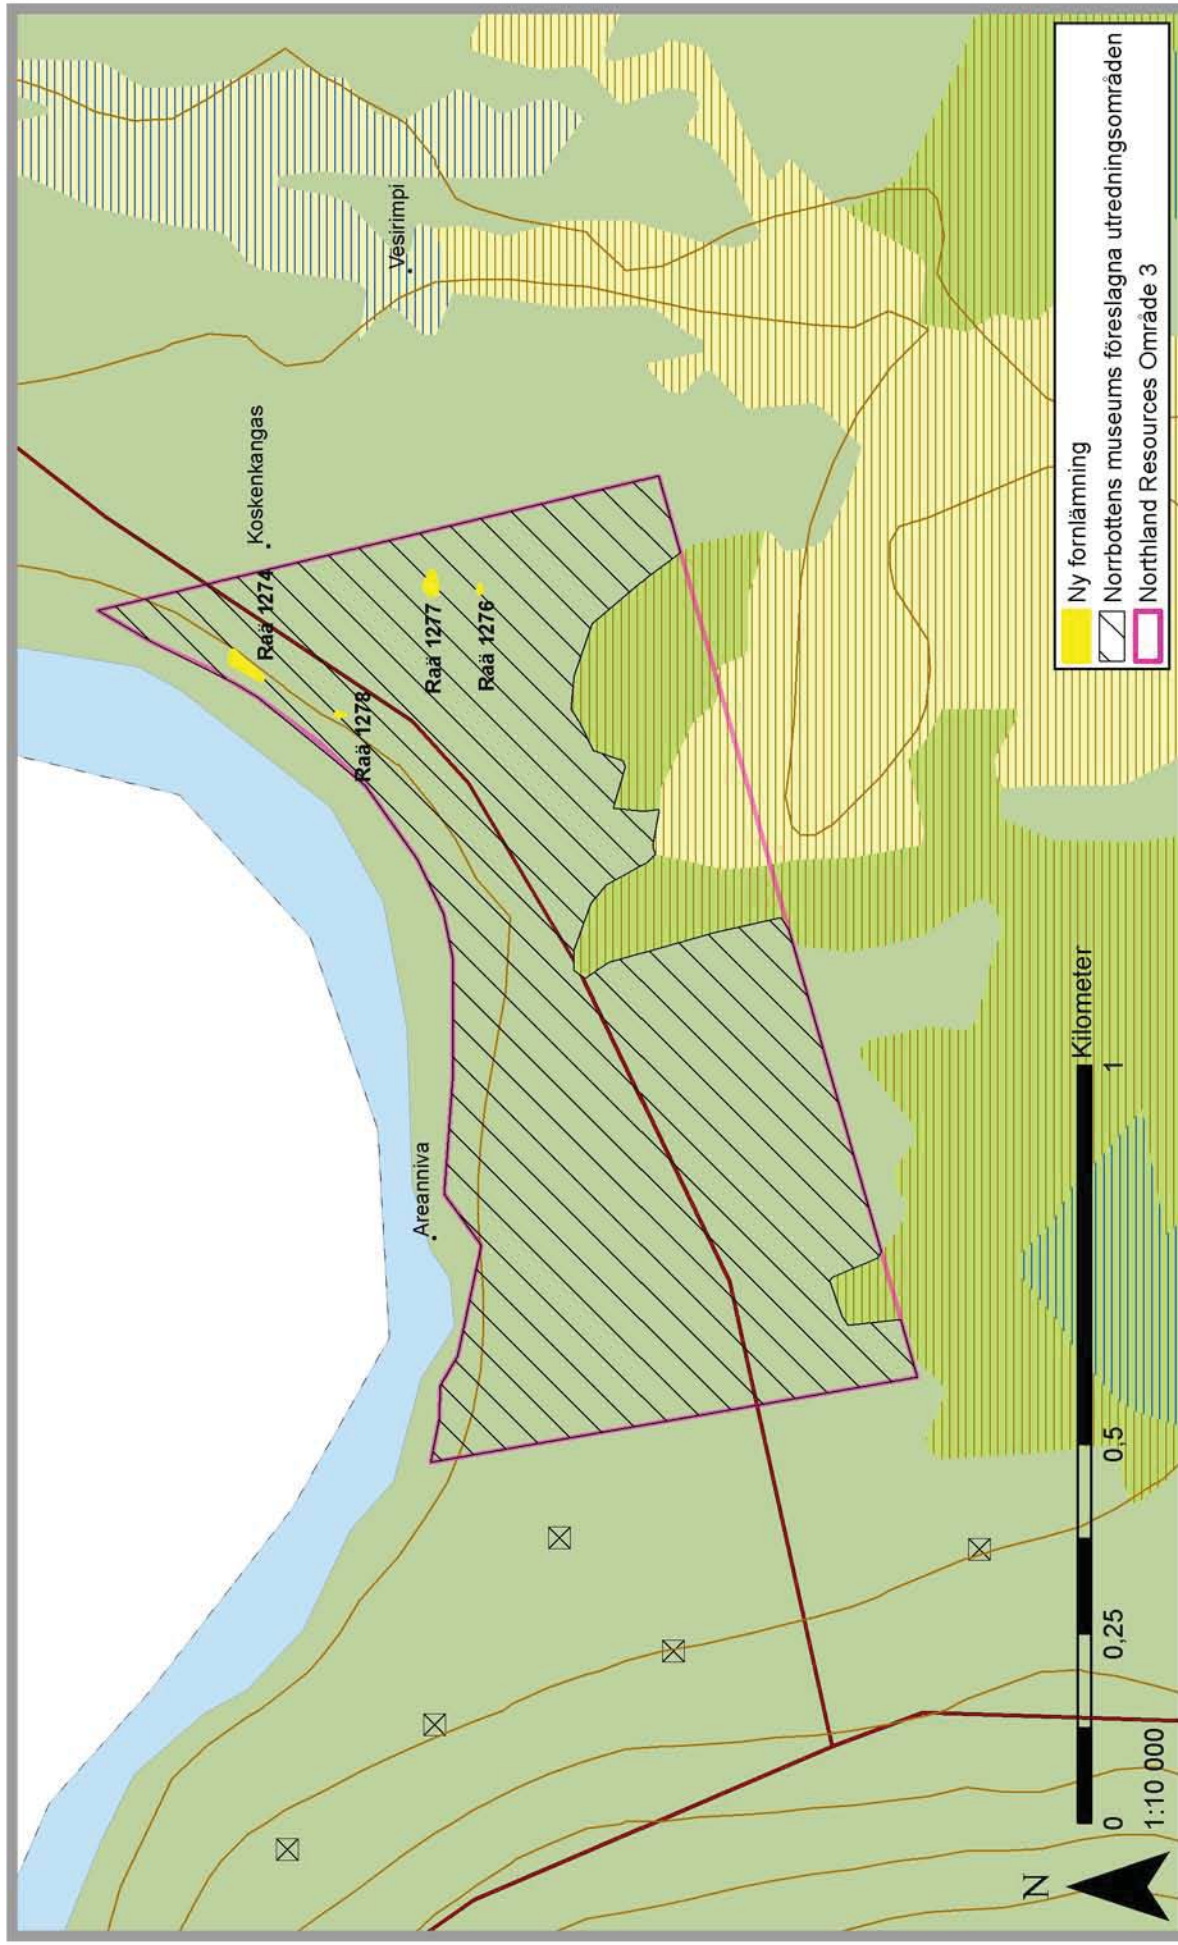 Koskenkangas
Vesirimpi
Raä 1274
Raä 1278
Raä 1277
Raä 1276
Areanniva
Ny fornlämning
Norrbottens museums föreslagna utredningsområden
Northland Resources Område 3
N
Kilometer
0 0,25 0,5 1
1:10 000